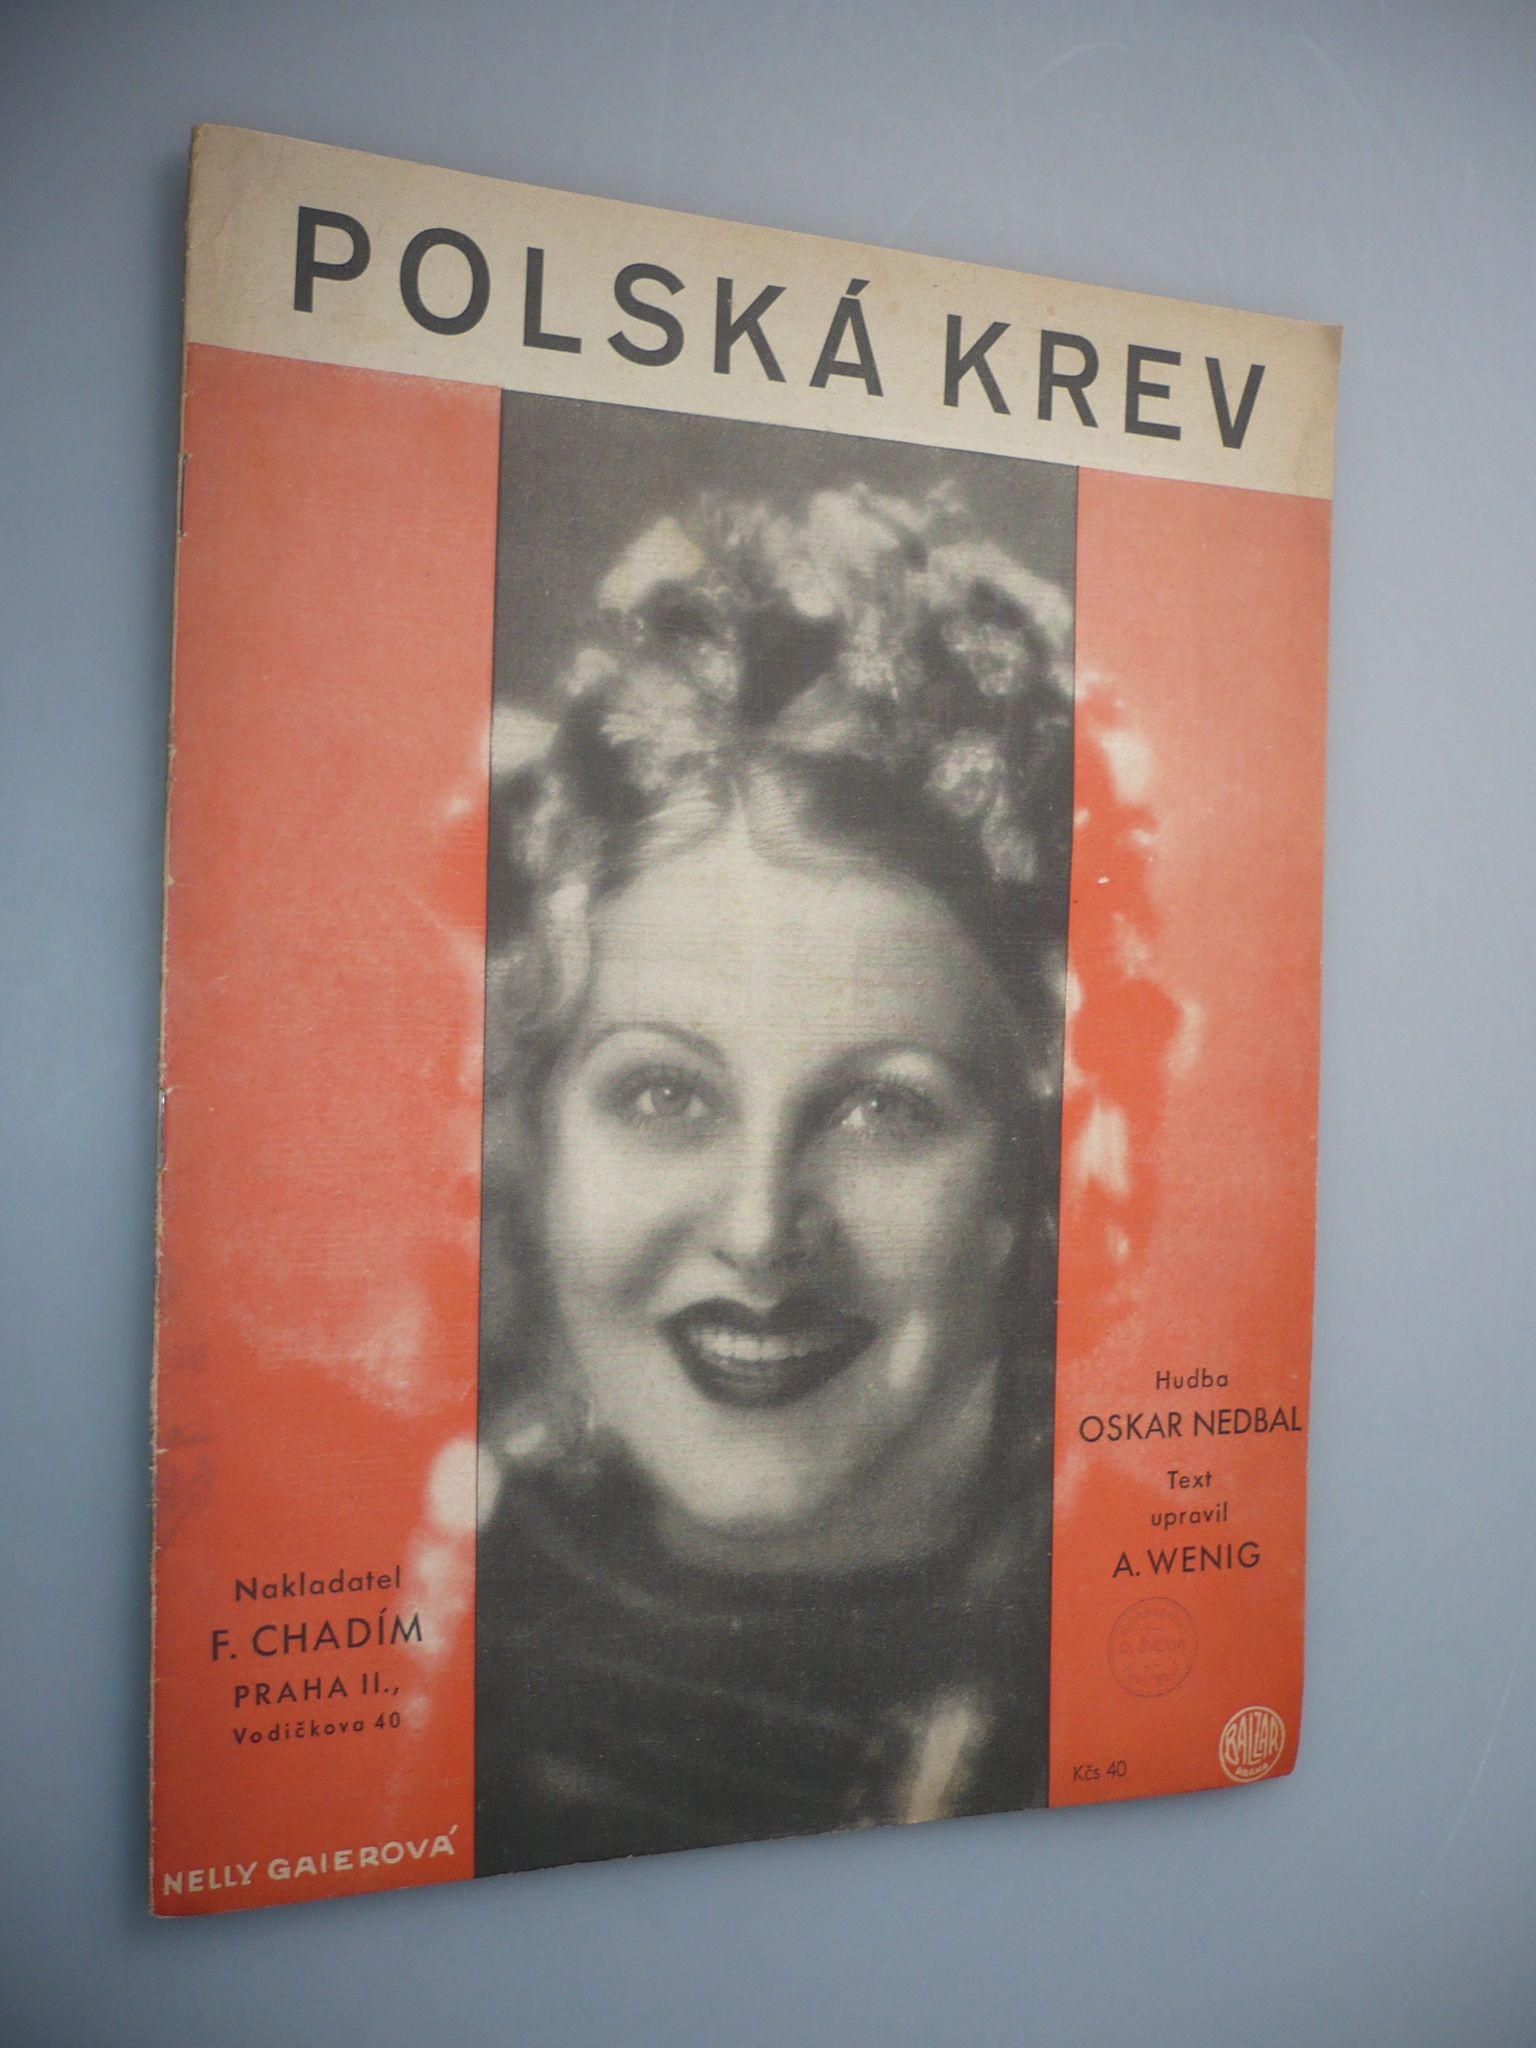 POLSKÁ KREV
Hudba
OSKAR NEDBAL
Text
upravil
A. WENIG
Nakladatel
F. CHADÍM
PRAHA II.,
Vodičkova 40
Kčs 40
BALZAR
PRAHA
NELLY GAIEROVÁ